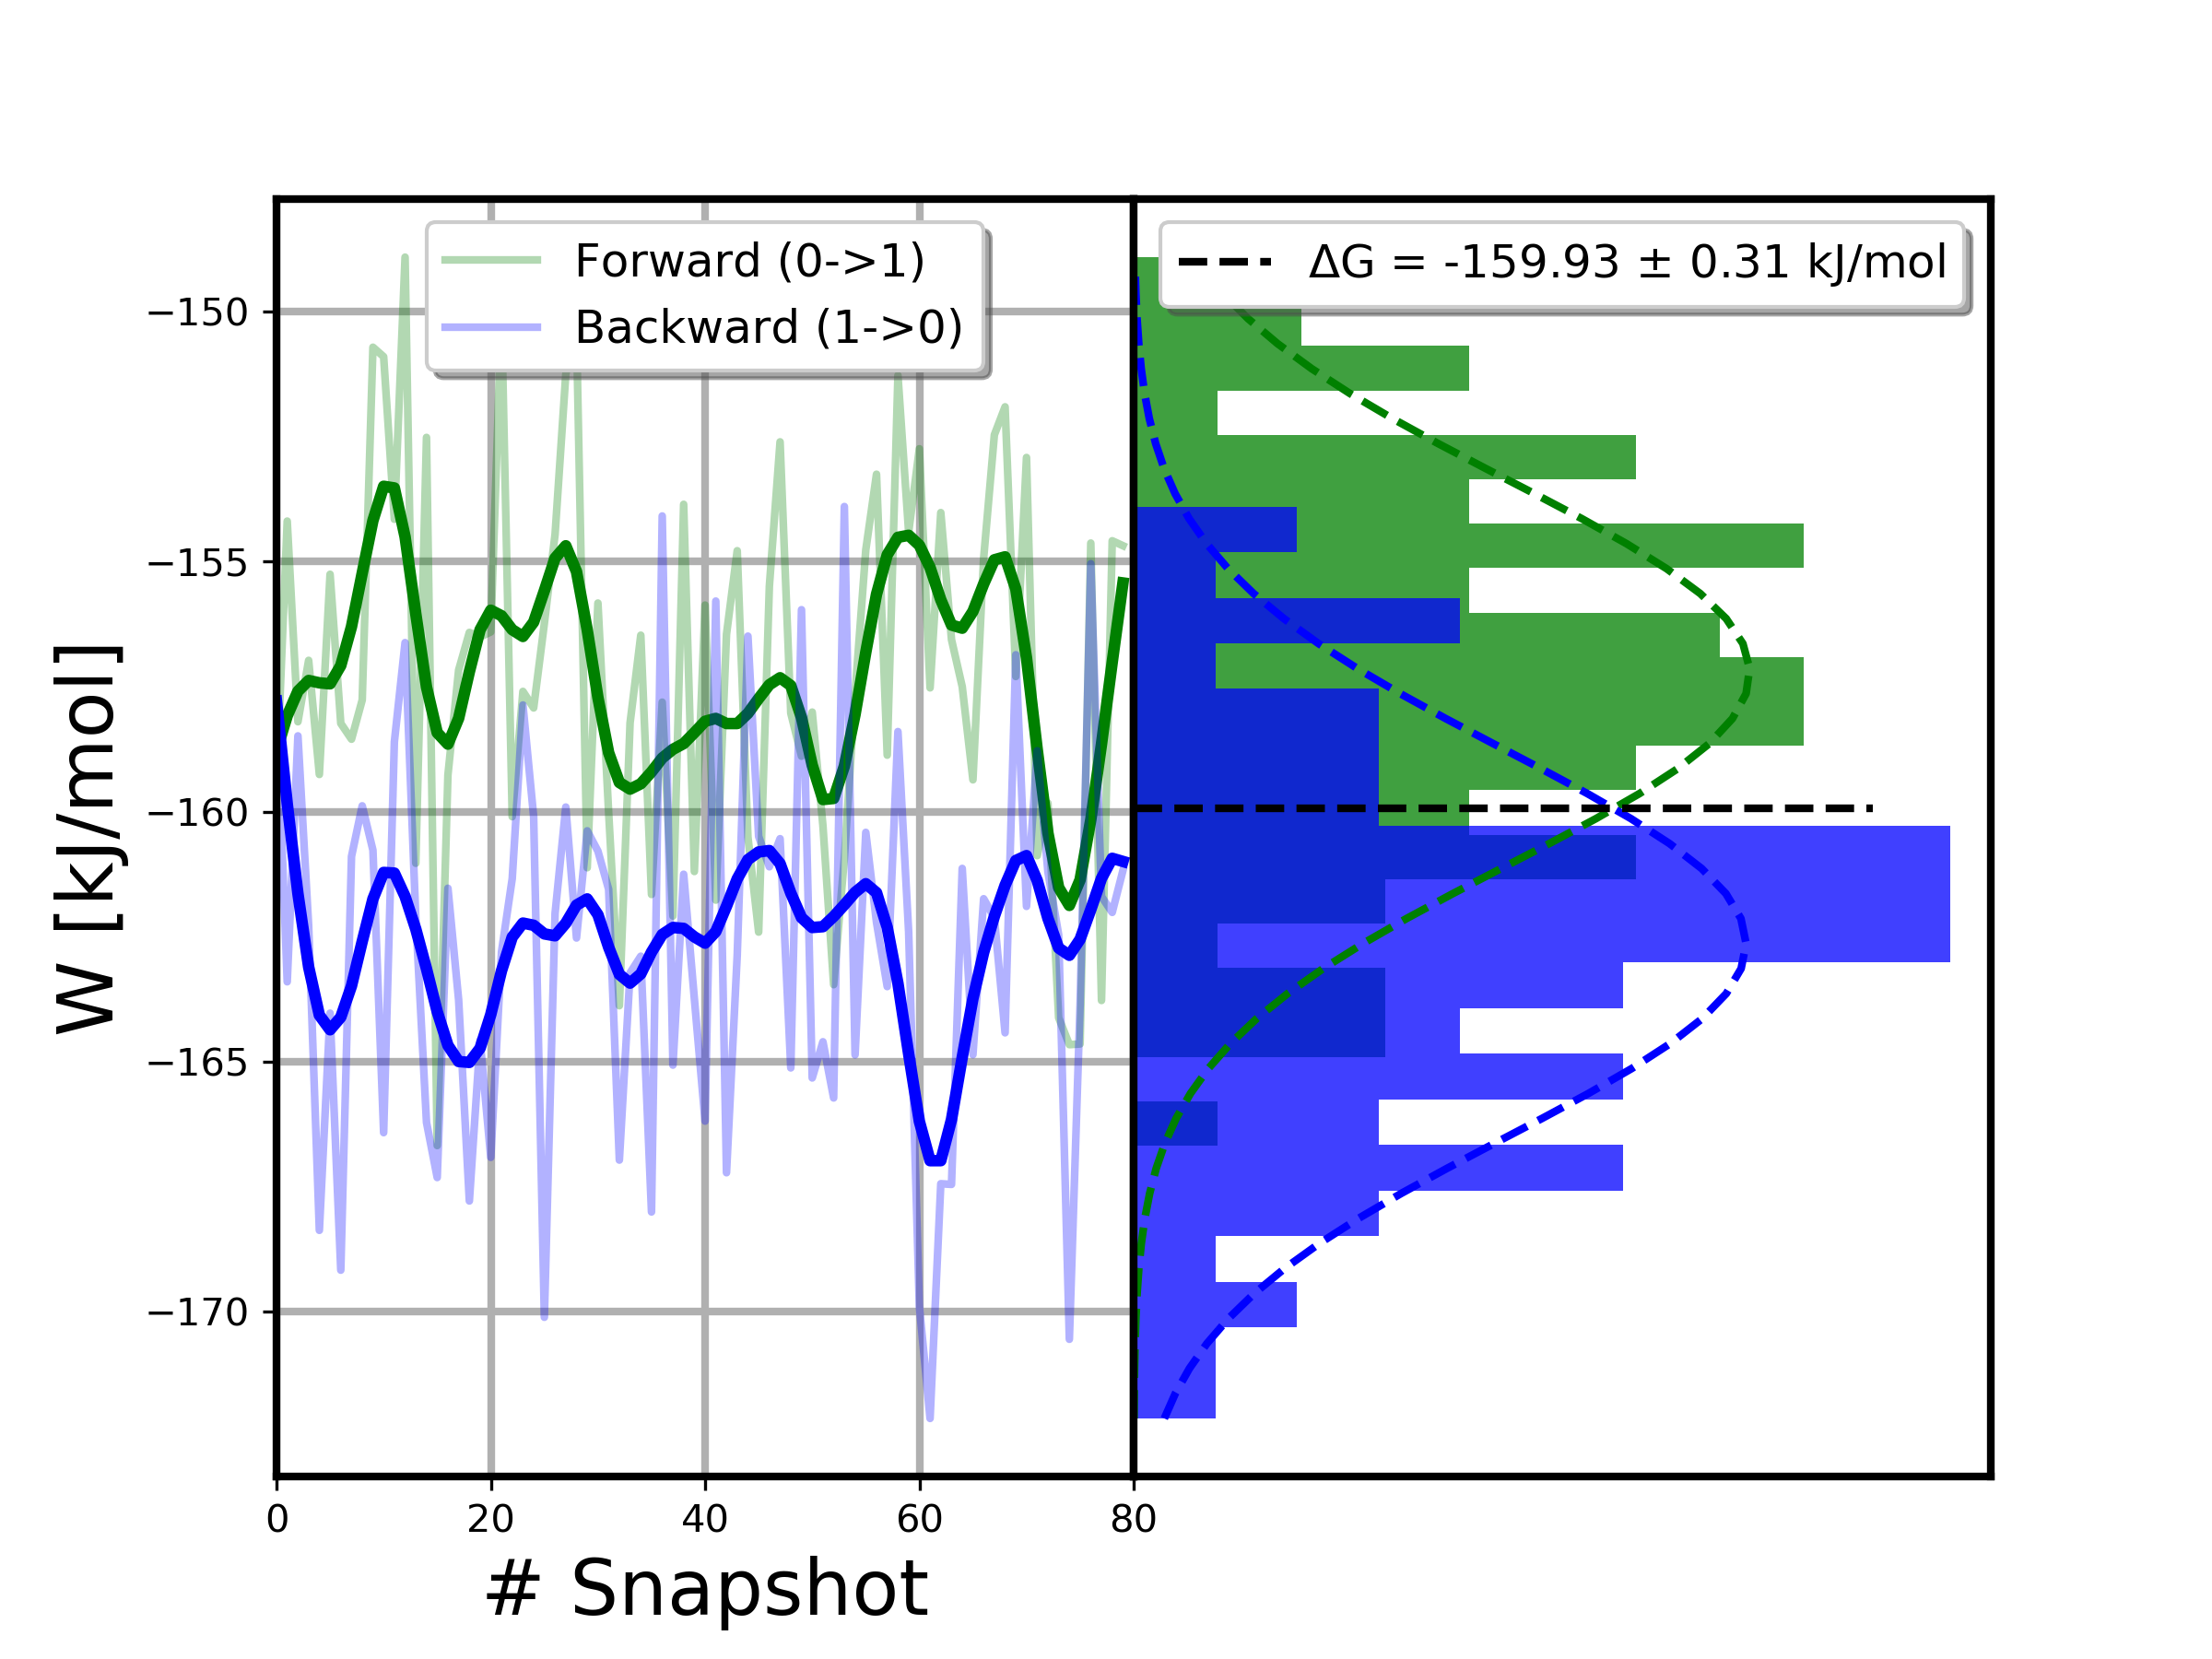 Forward (0->1)
Backward (1->0)
ΔG = -159.93 ± 0.31 kJ/mol
−150
−155
−160
−165
−170
W [kJ/mol]
0 20 40 60 80
# Snapshot